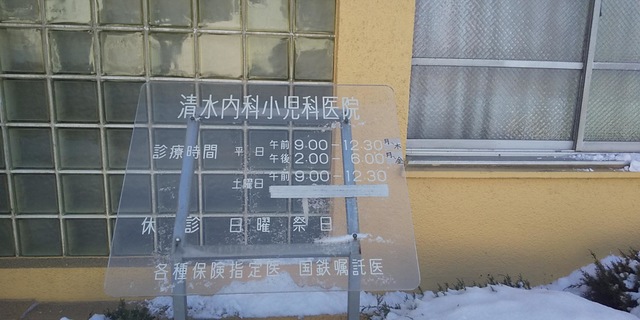 清水内科小児科医院
診療時間 平日 午前 9.00-12.30
午後 2.00-6.00
土曜日 午前 9.00-12.30
休診 日曜 祭日
各種保険指定医 国鉄嘱託医